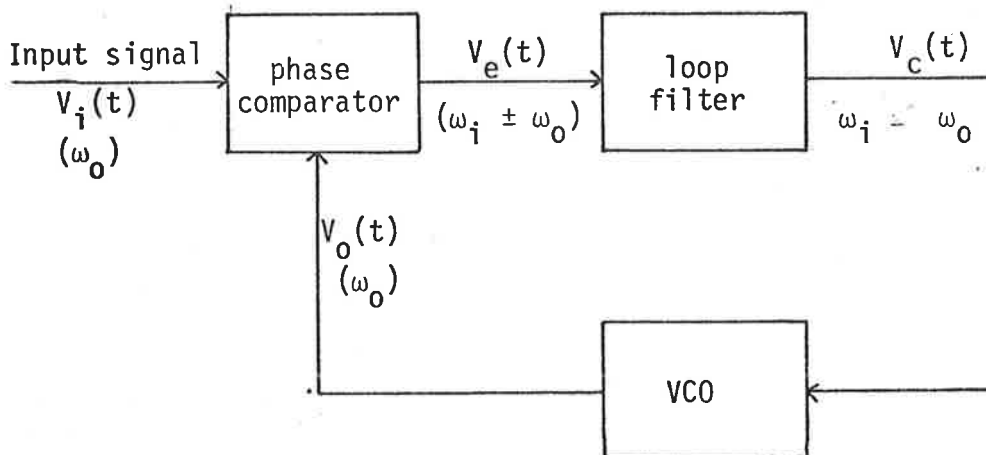 Input signal
V_i(t)
(ω_o)
phase
comparator
V_e(t)
(ω_i ± ω_o)
loop
filter
V_c(t)
ω_i - ω_o
V_o(t)
(ω_o)
VCO